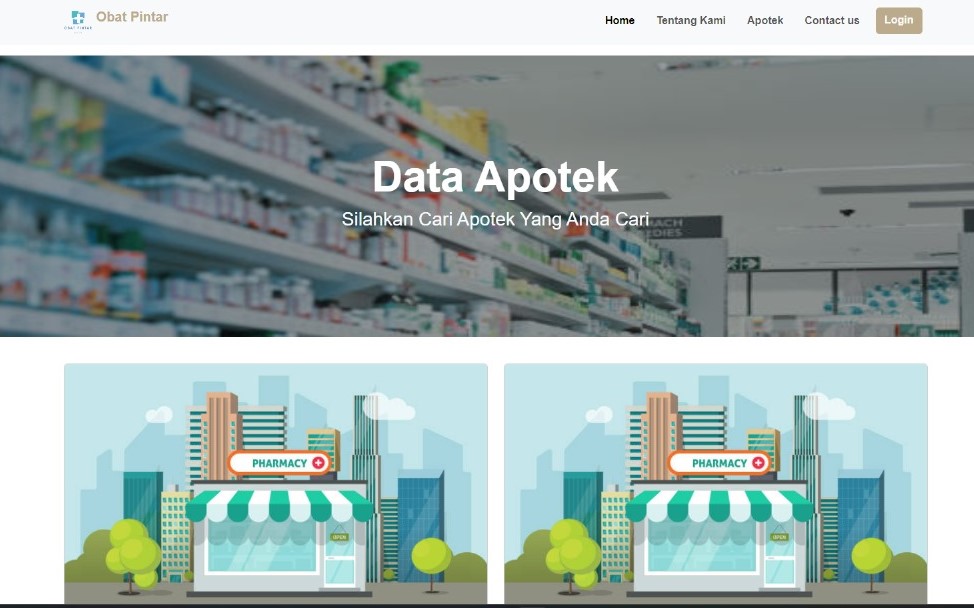 Obat Pintar
Home
Tentang Kami
Apotek
Contact us
Login
Data Apotek
Silahkan Cari Apotek Yang Anda Cari
PHARMACY
OPEN
PHARMACY
OPEN